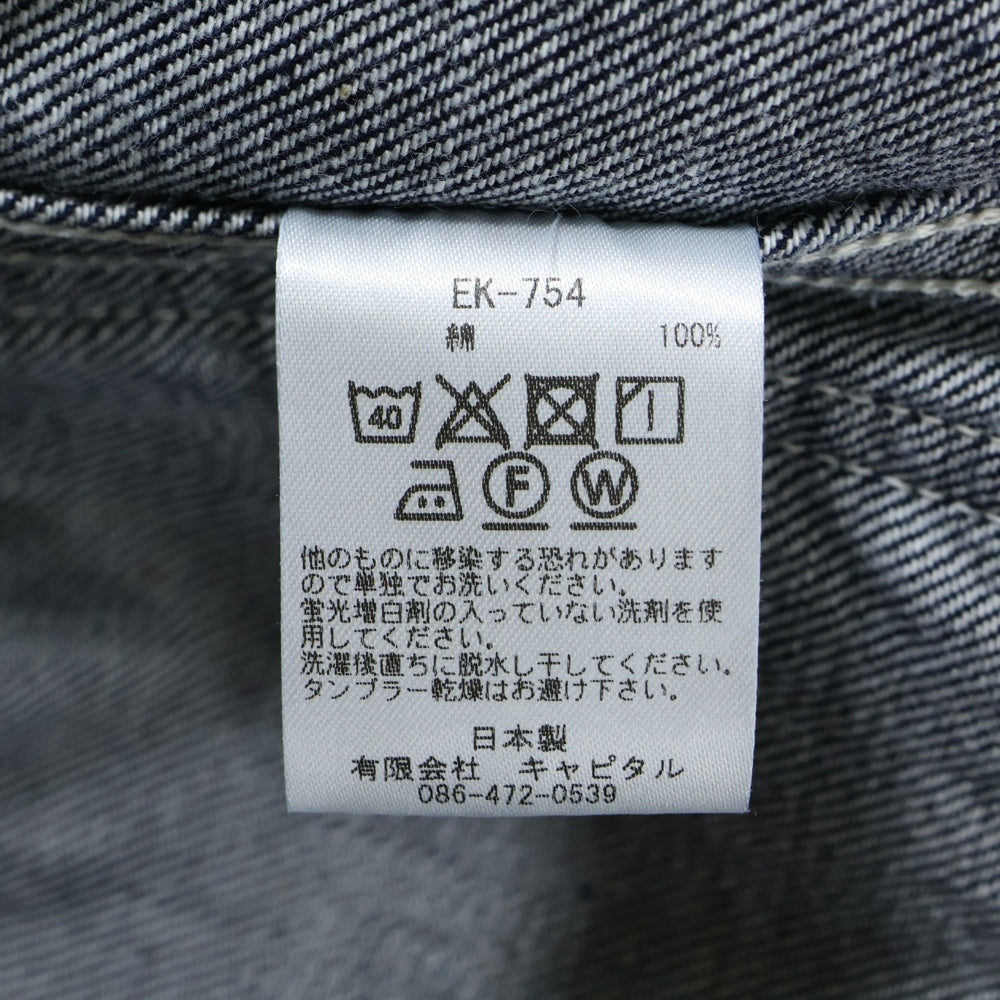 EK-754
綿 100%
40
F W
他のものに移染する恐れがあります
ので単独でお洗いください。
蛍光増白剤の入っていない洗剤を使
用してください。
洗濯後直ちに脱水し干してください。
タンブラー乾燥はお避け下さい。
日本製
有限会社 キャピタル
086-472-0539